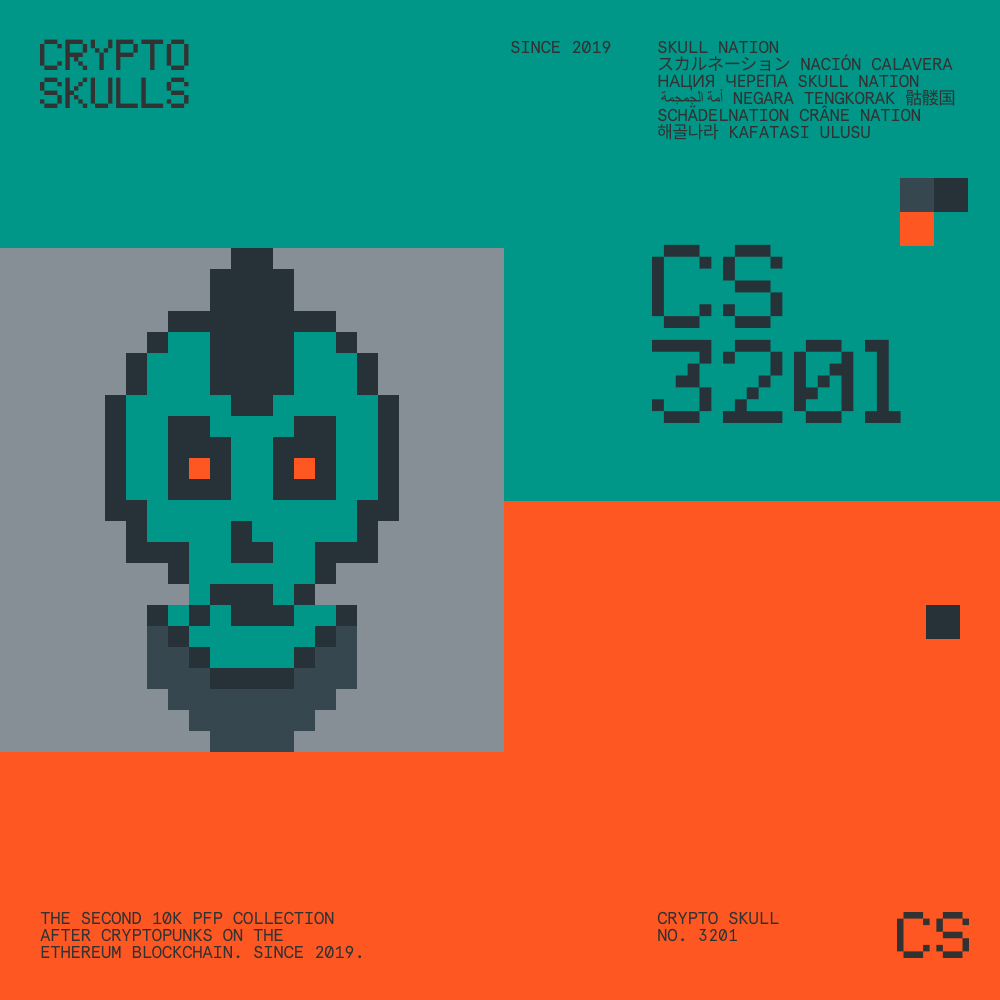 CRYPTO
SKULLS
SINCE 2019
SKULL NATION
スカルネーション NACIÓN CALAVERA
НАЦИЯ ЧЕРЕПА SKULL NATION
أمة الجمجمة NEGARA TENGKORAK 骷髅国
SCHÄDELNATION CRÂNE NATION
해골나라 KAFATASI ULUSU
CS
3201
THE SECOND 10K PFP COLLECTION
AFTER CRYPTOPUNKS ON THE
ETHEREUM BLOCKCHAIN. SINCE 2019.
CRYPTO SKULL
NO. 3201
CS